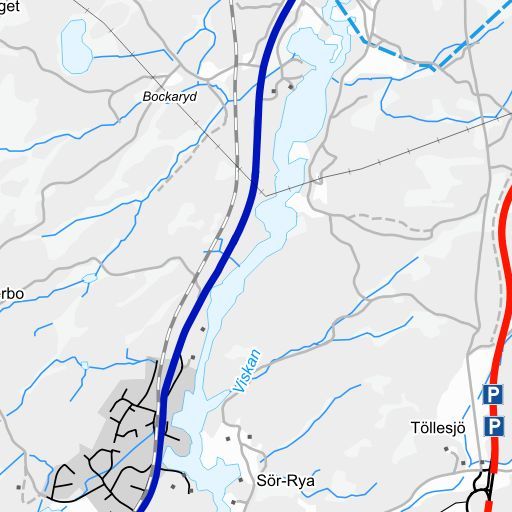 get
Bockaryd
rbo
Viskan
P
P
Töllesjö
Sör-Rya